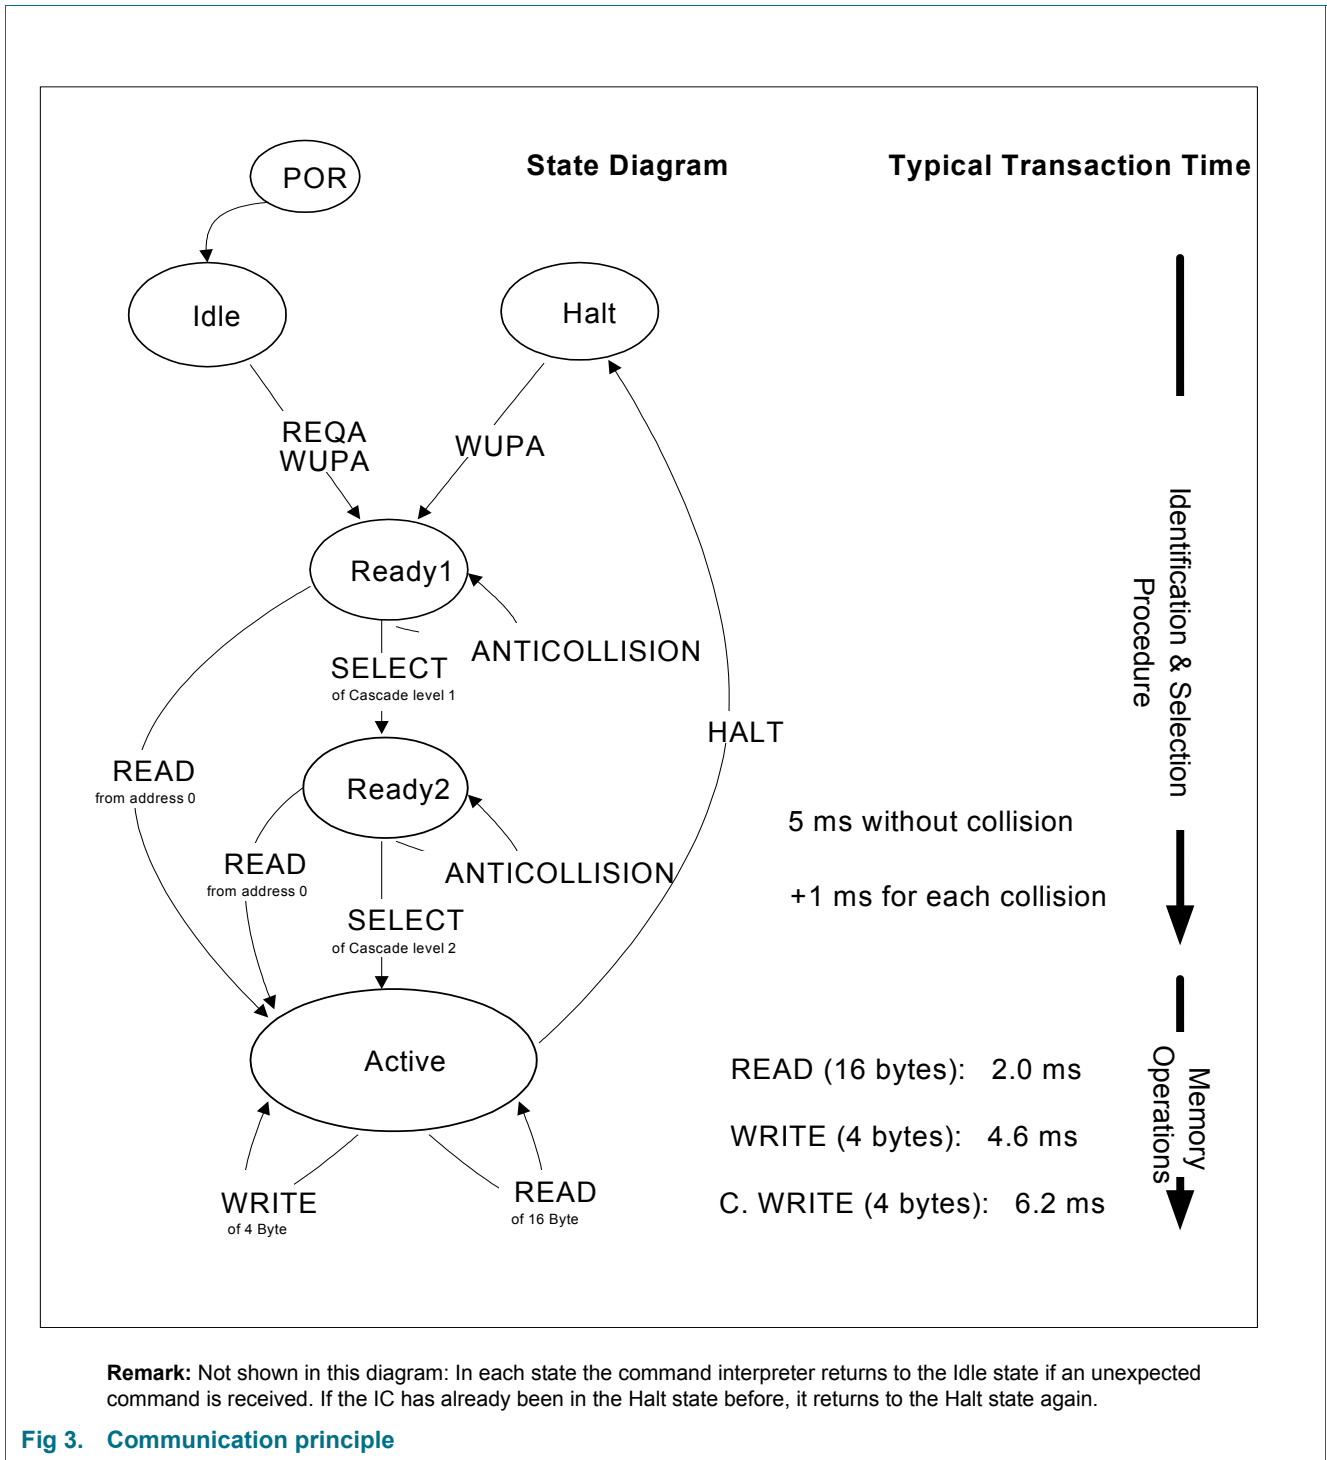 State Diagram
Typical Transaction Time
POR
Idle
Halt
REQA
WUPA
WUPA
Ready1
ANTICOLLISION
SELECT
of Cascade level 1
HALT
READ
from address 0
Ready2
READ
from address 0
ANTICOLLISION
SELECT
of Cascade level 2
Active
WRITE
of 4 Byte
READ
of 16 Byte
Identification & Selection
Procedure
5 ms without collision
+1 ms for each collision
Memory
Operations
READ (16 bytes): 2.0 ms
WRITE (4 bytes): 4.6 ms
C. WRITE (4 bytes): 6.2 ms
Remark: Not shown in this diagram: In each state the command interpreter returns to the Idle state if an unexpected
command is received. If the IC has already been in the Halt state before, it returns to the Halt state again.
Fig 3. Communication principle